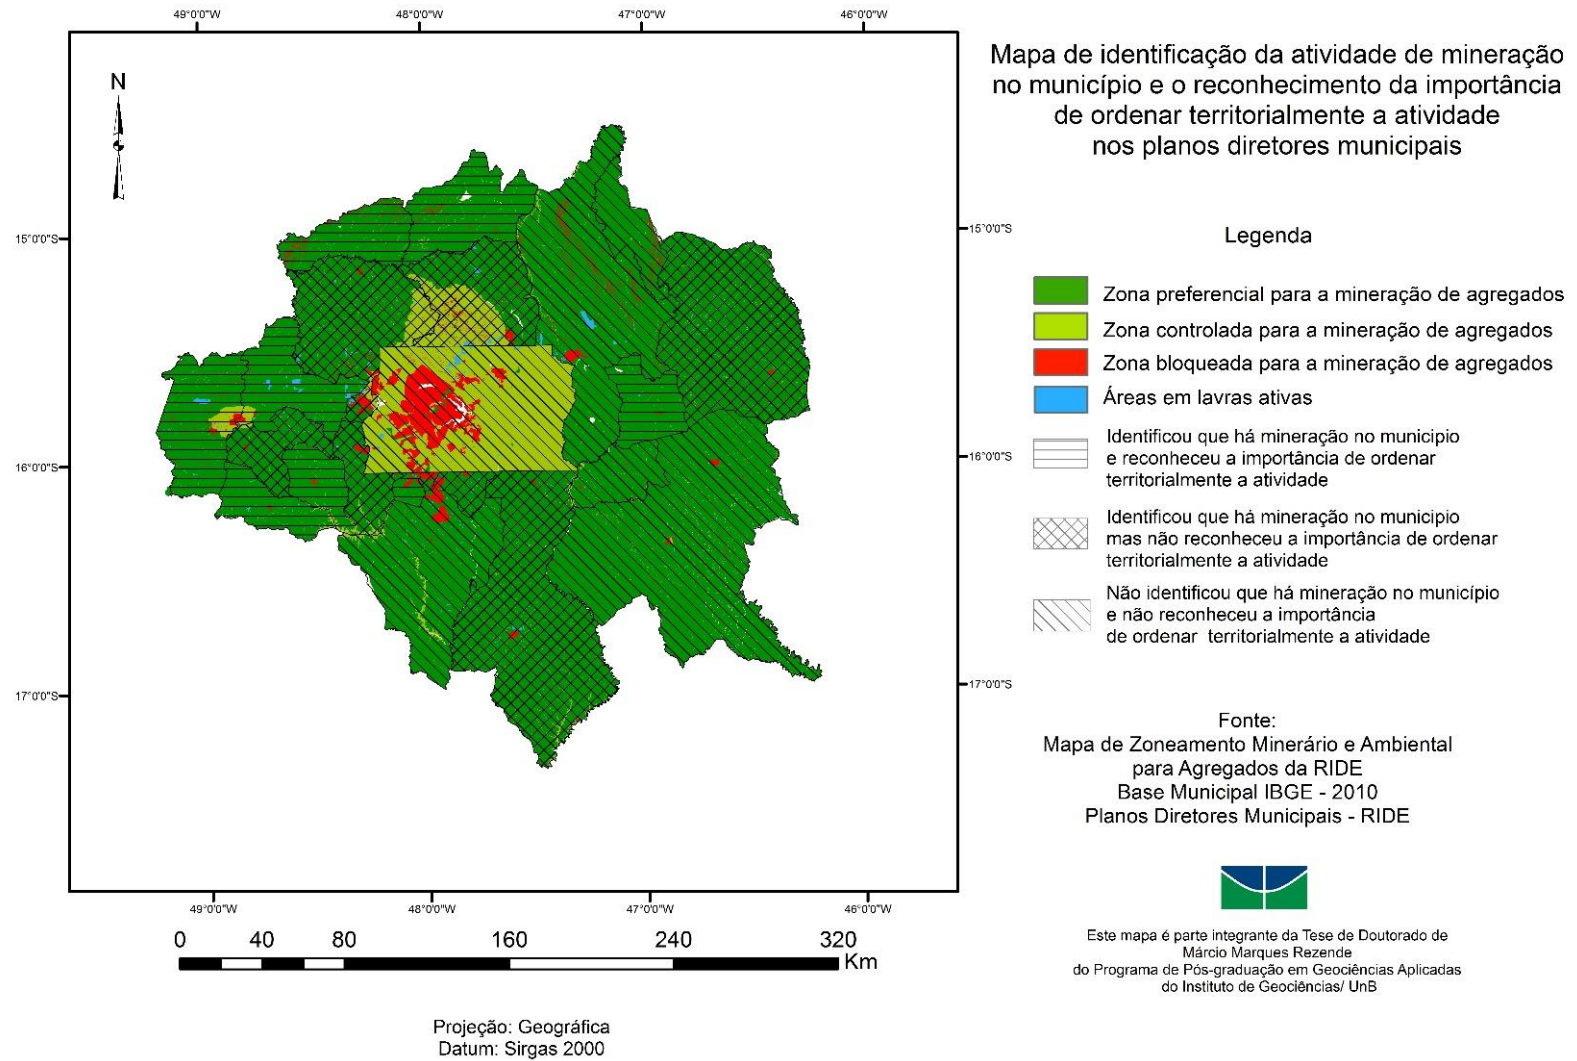 49°0'0"W 48°0'0"W 47°0'0"W 46°0'0"W
Mapa de identificação da atividade de mineração
no município e o reconhecimento da importância
de ordenar territorialmente a atividade
nos planos diretores municipais
N
15°0'0"S
15°0'0"S
Legenda
Zona preferencial para a mineração de agregados
Zona controlada para a mineração de agregados
Zona bloqueada para a mineração de agregados
Áreas em lavras ativas
Identificou que há mineração no municipio
e reconheceu a importância de ordenar
territorialmente a atividade
16°0'0"S
16°0'0"S
Identificou que há mineração no municipio
mas não reconheceu a importância de ordenar
territorialmente a atividade
Não identificou que há mineração no município
e não reconheceu a importância
de ordenar territorialmente a atividade
17°0'0"S
17°0'0"S
Fonte:
Mapa de Zoneamento Minerário e Ambiental
para Agregados da RIDE
Base Municipal IBGE - 2010
Planos Diretores Municipais - RIDE
49°0'0"W 48°0'0"W 47°0'0"W 46°0'0"W
0 40 80 160 240 320
Km
Este mapa é parte integrante da Tese de Doutorado de
Márcio Marques Rezende
do Programa de Pós-graduação em Geociências Aplicadas
do Instituto de Geociências/ UnB
Projeção: Geográfica
Datum: Sirgas 2000